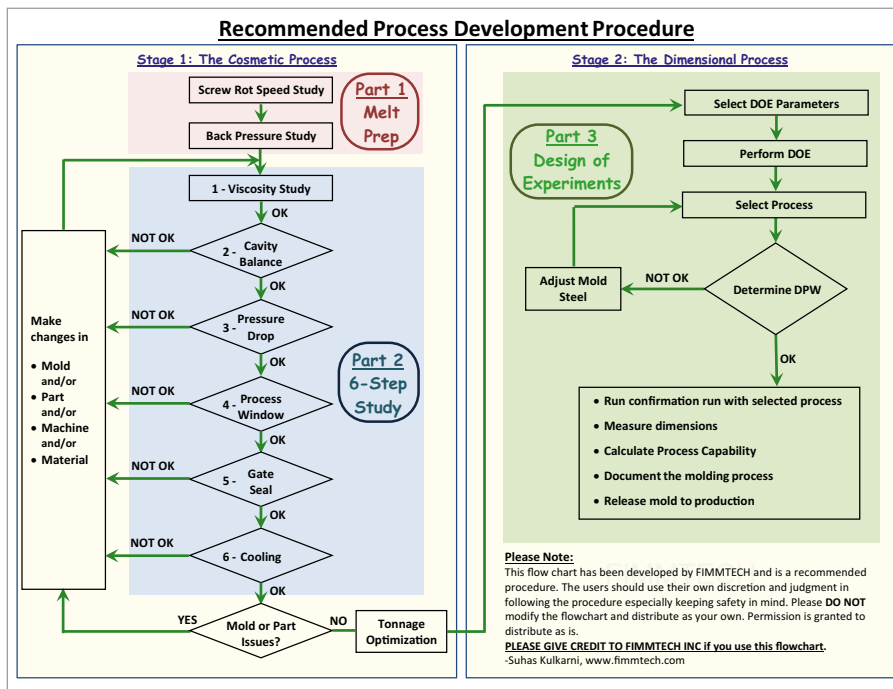 Recommended Process Development Procedure
Stage 1: The Cosmetic Process
Screw Rot Speed Study
Back Pressure Study
Part 1
Melt
Prep
1 - Viscosity Study
OK
NOT OK
2 - Cavity
Balance
OK
NOT OK
3 - Pressure
Drop
OK
NOT OK
4 - Process
Window
OK
NOT OK
5 - Gate
Seal
OK
NOT OK
6 - Cooling
OK
Part 2
6-Step
Study
Make
changes in
• Mold
and/or
• Part
and/or
• Machine
and/or
• Material
YES
Mold or Part
Issues?
NO
Tonnage
Optimization
Stage 2: The Dimensional Process
Part 3
Design of
Experiments
Select DOE Parameters
Perform DOE
Select Process
Adjust Mold
Steel
NOT OK
Determine DPW
OK
• Run confirmation run with selected process
• Measure dimensions
• Calculate Process Capability
• Document the molding process
• Release mold to production
Please Note:
This flow chart has been developed by FIMMTECH and is a recommended
procedure. The users should use their own discretion and judgment in
following the procedure especially keeping safety in mind. Please DO NOT
modify the flowchart and distribute as your own. Permission is granted to
distribute as is.
PLEASE GIVE CREDIT TO FIMMTECH INC if you use this flowchart.
-Suhas Kulkarni, www.fimmtech.com